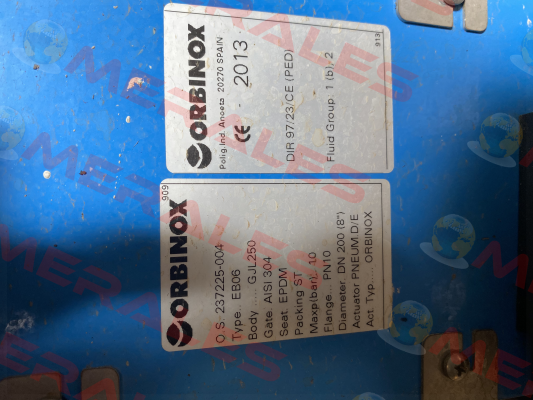 ORBINOX
Polig. Ind. Anoeta 20270 SPAIN
CE - 2013
DIR 97/23/CE (PED)
Fluid Group. 1 (b), 2
913
909
ORBINOX
O.S. 237225-004
Type. EB06
Body ..... GJL250
Gate. AISI 304
Seat EPDM
Packing ST
Maxp(bar). 10
Flange... PN10
Diameter. DN 200 (8")
Actuator PNEUM.D/E
Act. Typ.... ORBINOX
MERALES